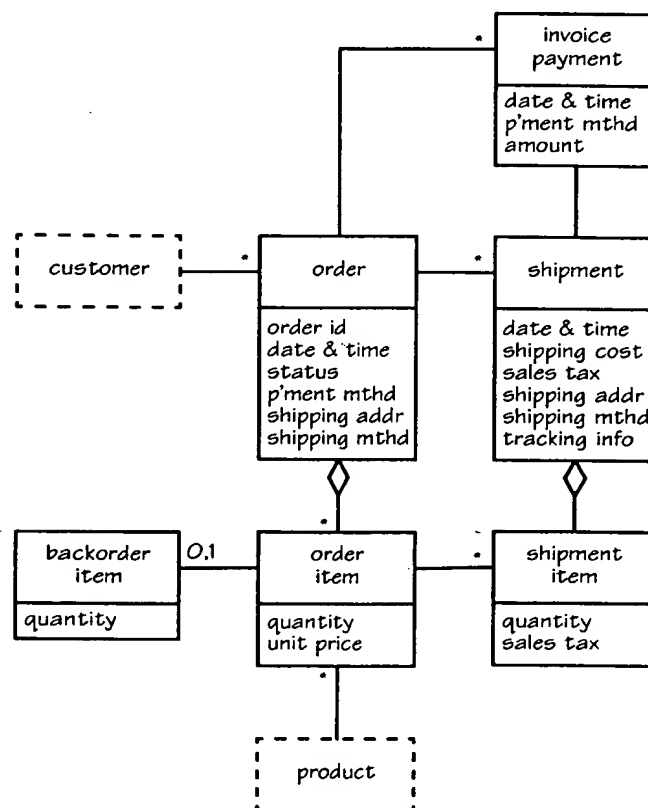 *
invoice
payment
date & time
p'ment mthd
amount
customer
*
order
*
shipment
order id
date & time
status
p'ment mthd
shipping addr
shipping mthd
date & time
shipping cost
sales tax
shipping addr
shipping mthd
tracking info
*
backorder
item
0,1
order
item
*
shipment
item
quantity
quantity
unit price
quantity
sales tax
*
product